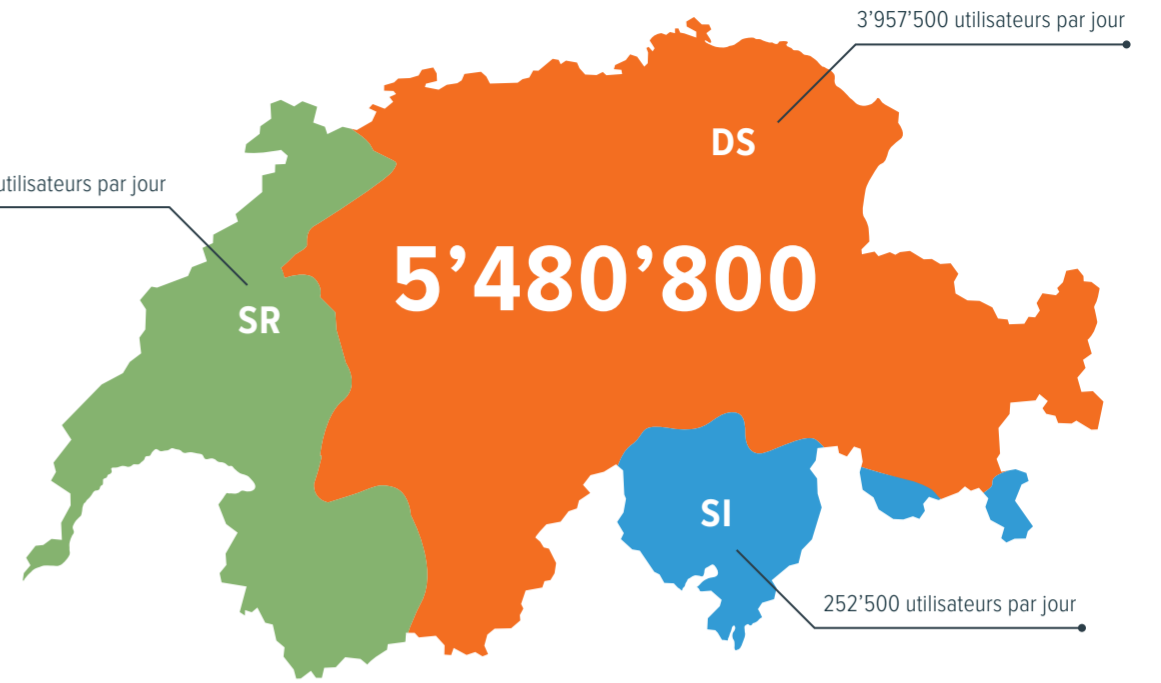 3’957’500 utilisateurs par jour
DS
utilisateurs par jour
5’480’800
SR
SI
252’500 utilisateurs par jour